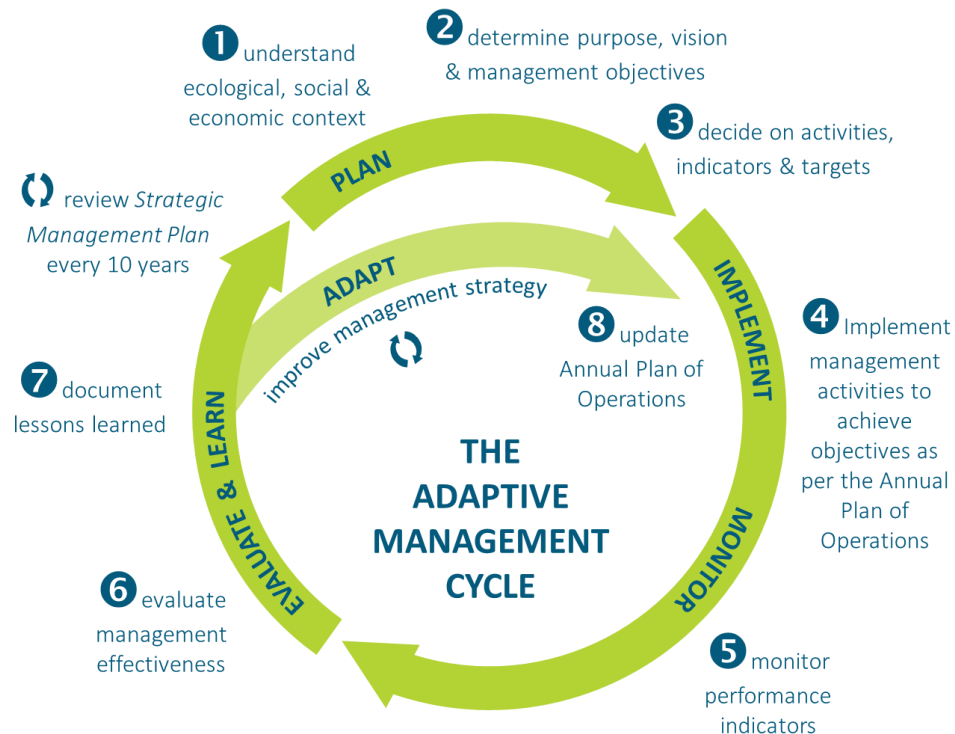 1 understand
ecological, social &
economic context
2 determine purpose, vision
& management objectives
3 decide on activities,
indicators & targets
PLAN
review Strategic
Management Plan
every 10 years
ADAPT
improve management strategy
IMPLEMENT
4 Implement
management
activities to
achieve
objectives as
per the Annual
Plan of
Operations
8 update
Annual Plan of
Operations
7 document
lessons learned
EVALUATE & LEARN
THE
ADAPTIVE
MANAGEMENT
CYCLE
MONITOR
6 evaluate
management
effectiveness
5 monitor
performance
indicators